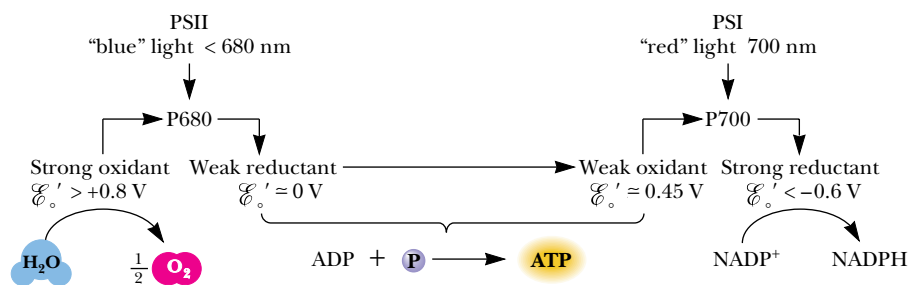 PSII
“blue” light < 680 nm
PSI
“red” light 700 nm
P680
P700
Strong oxidant
ℰ∘′ > +0.8 V
Weak reductant
ℰ∘′ ≃ 0 V
Weak oxidant
ℰ∘′ ≃ 0.45 V
Strong reductant
ℰ∘′ < −0.6 V
H₂O
1/2 O₂
ADP + P
ATP
NADP⁺
NADPH